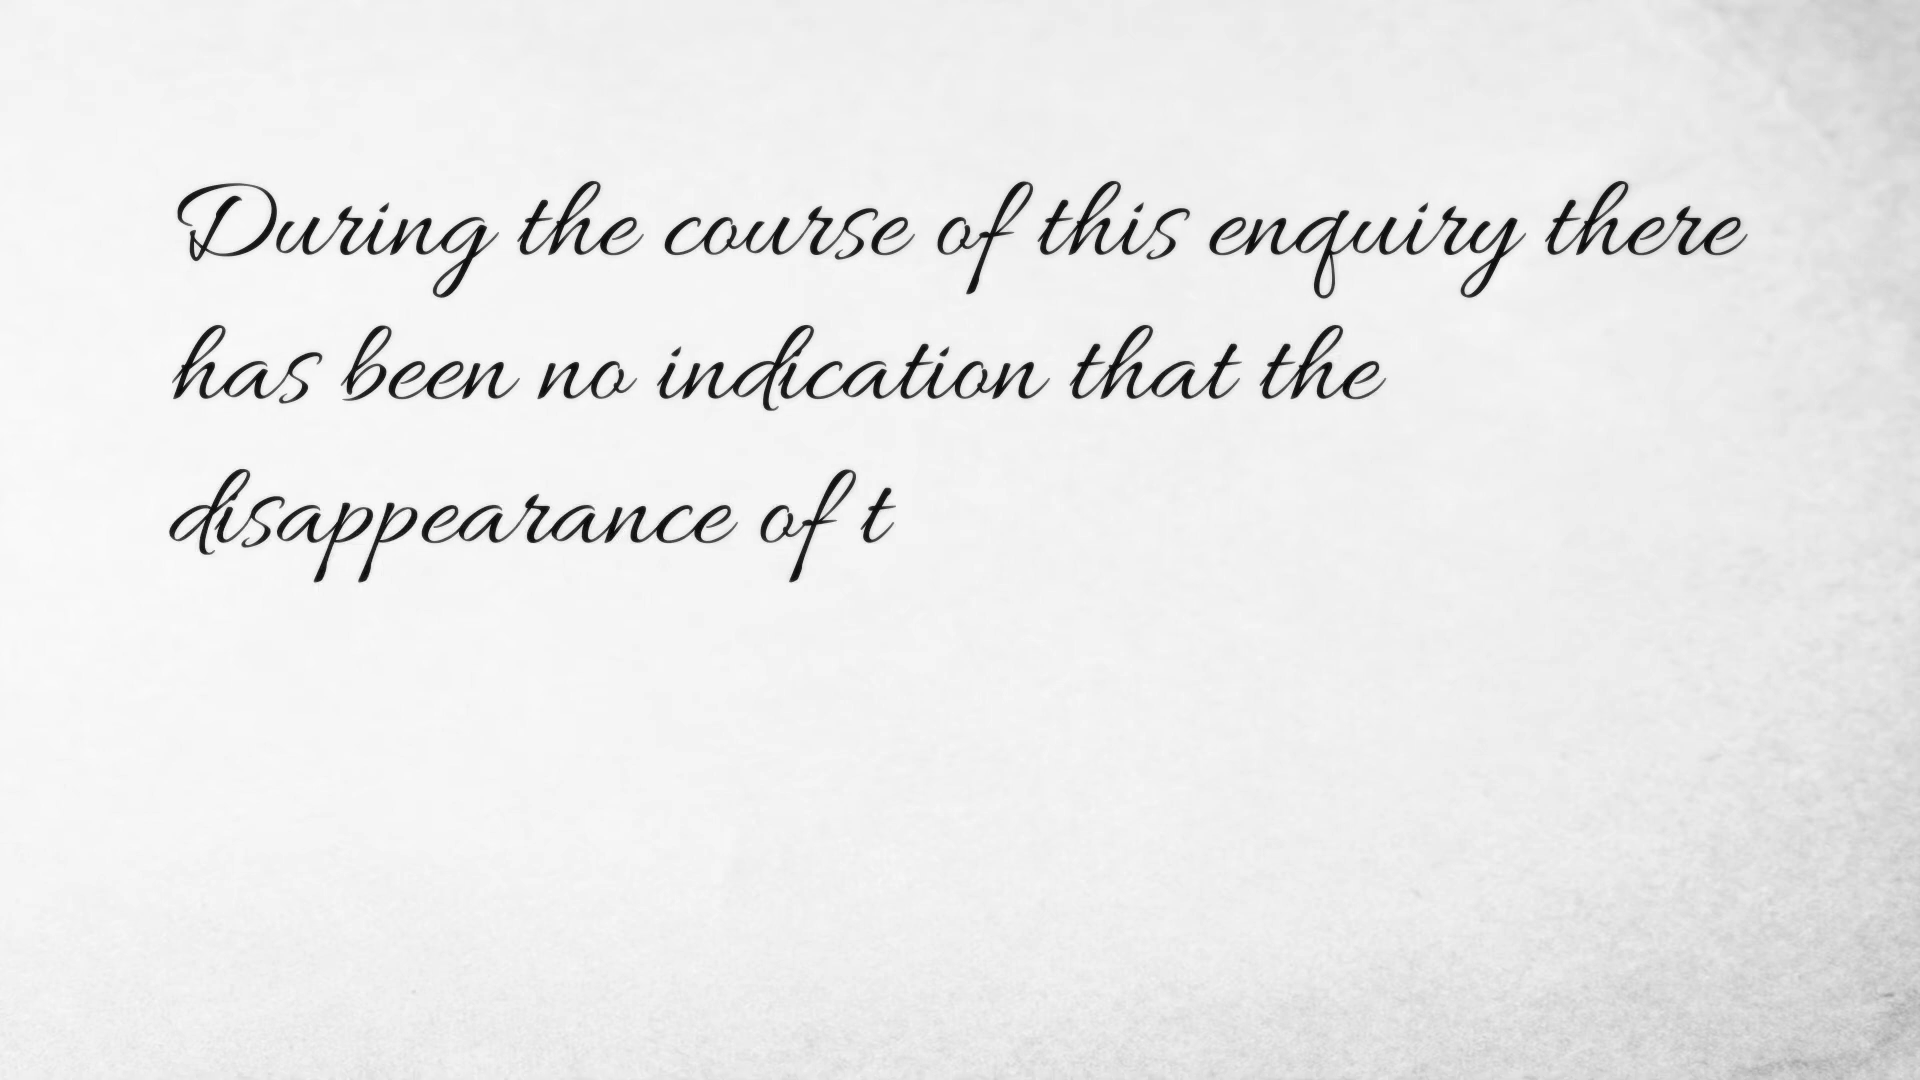 During the course of this enquiry there
has been no indication that the
disappearance of t